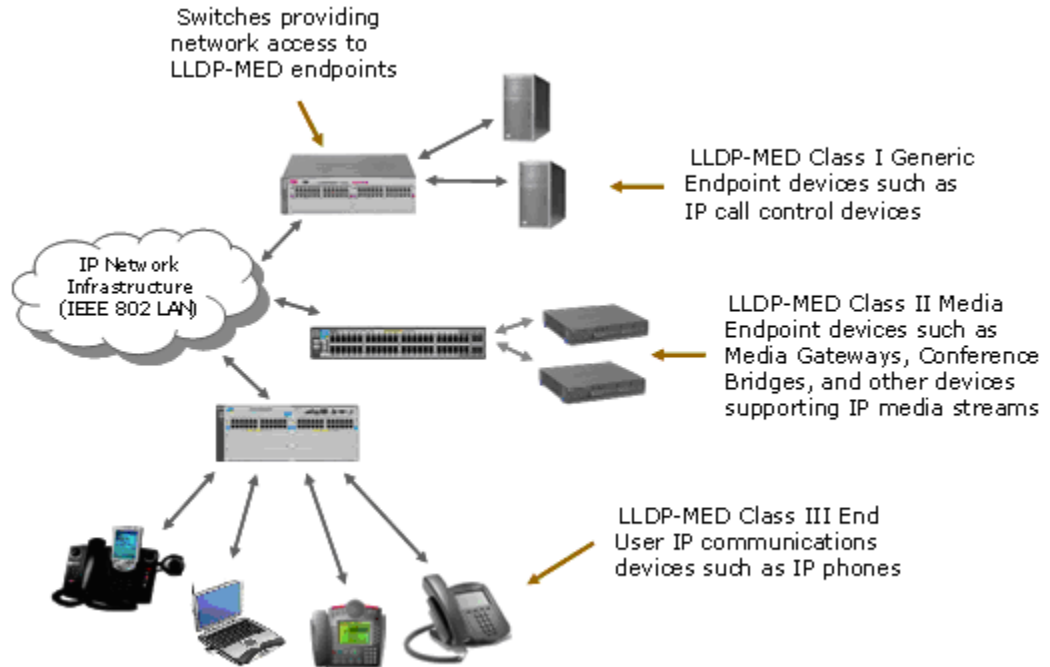 Switches providing
network access to
LLDP-MED endpoints
LLDP-MED Class I Generic
Endpoint devices such as
IP call control devices
IP Network
Infrastructure
(IEEE 802 LAN)
LLDP-MED Class II Media
Endpoint devices such as
Media Gateways, Conference
Bridges, and other devices
supporting IP media streams
LLDP-MED Class III End
User IP communications
devices such as IP phones